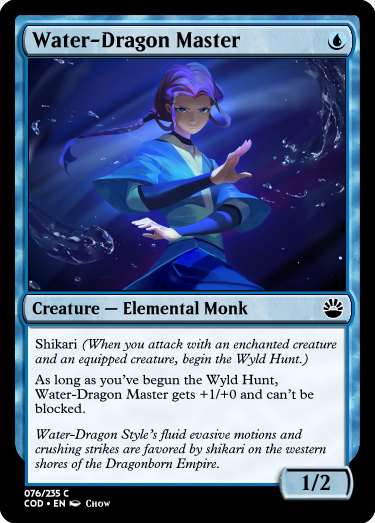 Water-Dragon Master
Creature — Elemental Monk
Shikari (When you attack with an enchanted creature
and an equipped creature, begin the Wyld Hunt.)
As long as you've begun the Wyld Hunt,
Water-Dragon Master gets +1/+0 and can't be
blocked.
Water-Dragon Style's fluid evasive motions and
crushing strikes are favored by shikari on the western
shores of the Dragonborn Empire.
1/2
076/235 C
COD • EN Chow